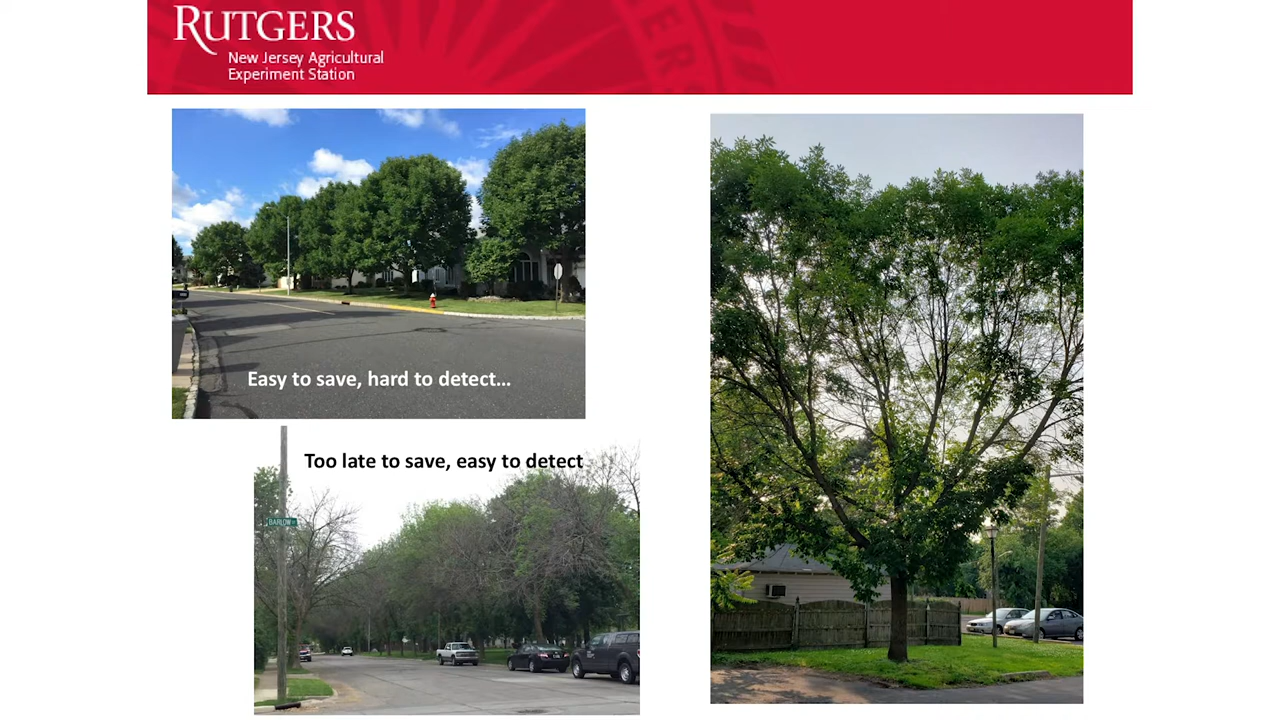 RUTGERS
New Jersey Agricultural
Experiment Station
Easy to save, hard to detect...
Too late to save, easy to detect
BARLOW